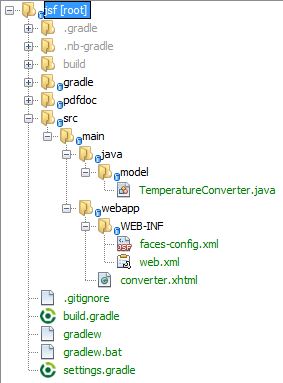 jsf [root]
.gradle
.nb-gradle
build
gradle
pdfdoc
src
main
java
model
TemperatureConverter.java
webapp
WEB-INF
faces-config.xml
web.xml
converter.xhtml
.gitignore
build.gradle
gradlew
gradlew.bat
settings.gradle